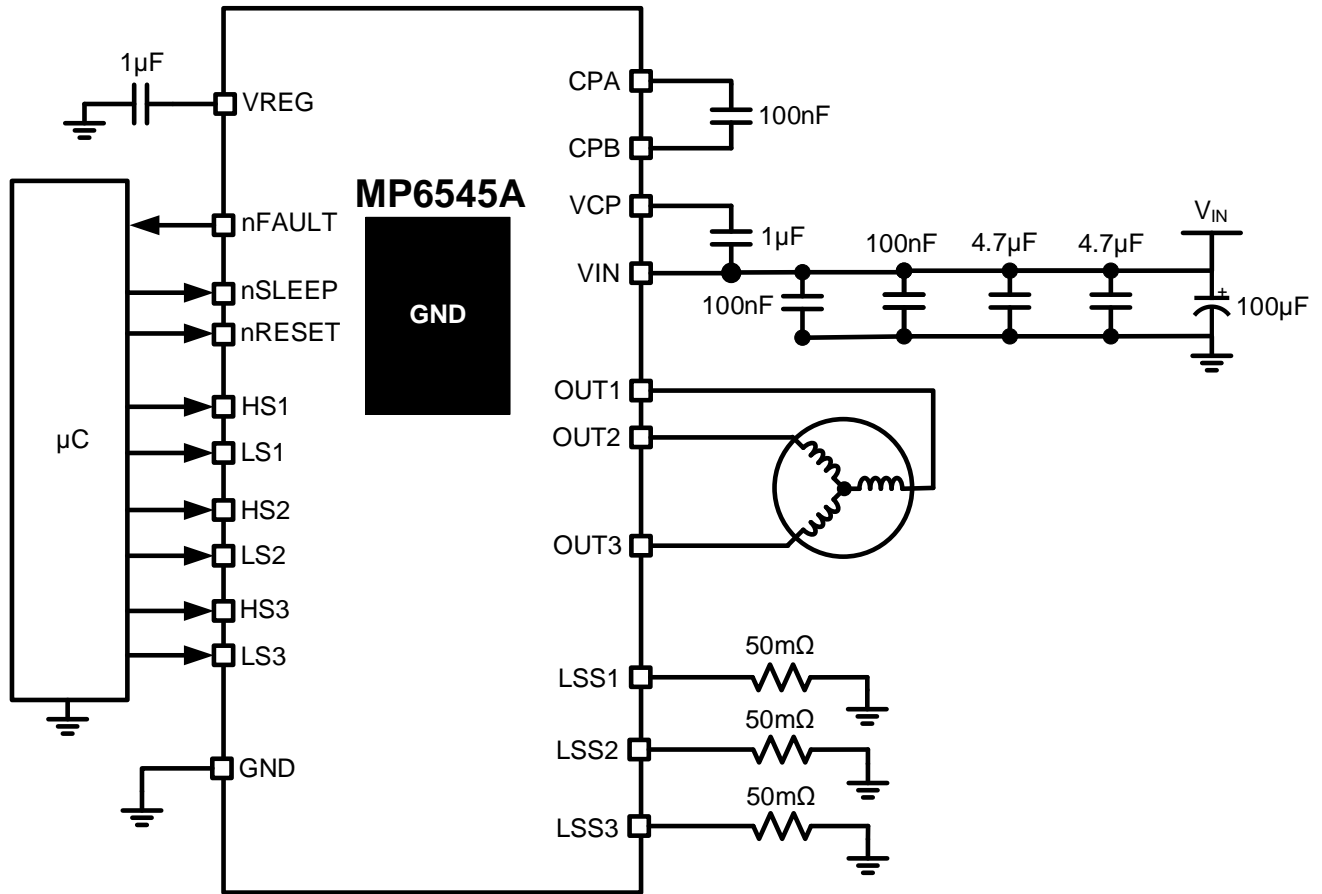 1µF
VREG
µC
nFAULT
nSLEEP
nRESET
HS1
LS1
HS2
LS2
HS3
LS3
GND
MP6545A
GND
CPA
100nF
CPB
VCP
1µF
VIN
100nF
100nF
4.7µF
4.7µF
VIN
+
100µF
OUT1
OUT2
OUT3
50mΩ
LSS1
50mΩ
LSS2
50mΩ
LSS3